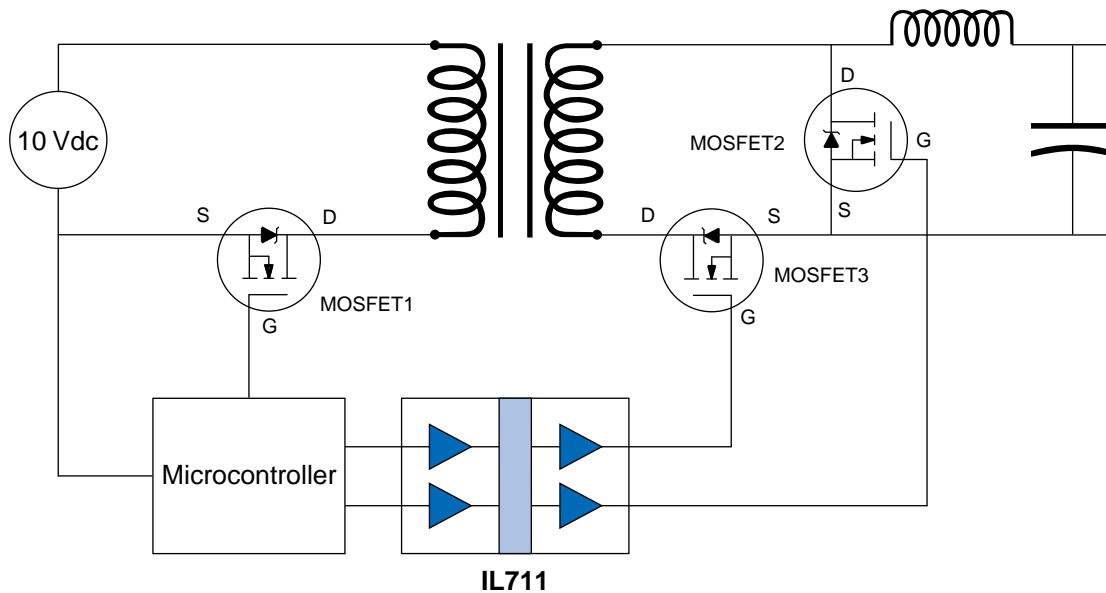 D
10 Vdc
MOSFET2
G
S
S
D
D
S
MOSFET1
MOSFET3
G
G
Microcontroller
IL711